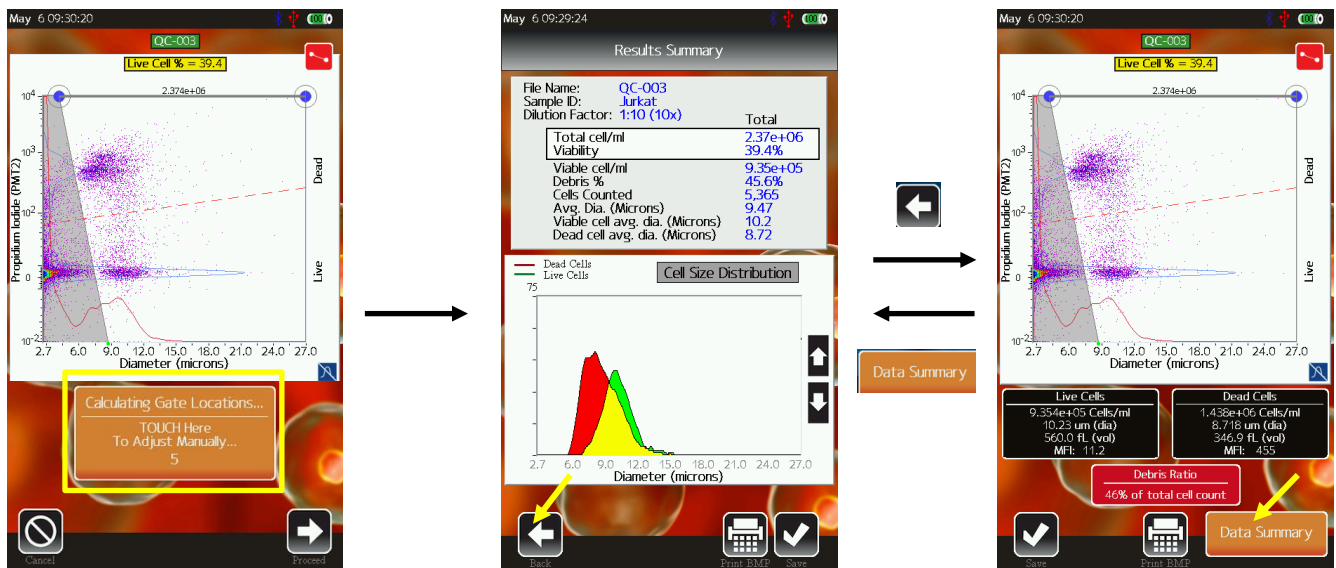 May 6 09:30:20
QC-003
Live Cell % = 39.4
2.374e+06
10⁴
10³
10²
0
10⁻²
Propidium Iodide (PMT2)
Dead
Live
2.7 6.0 9.0 12.0 15.0 18.0 21.0 24.0 27.0
Diameter (microns)
Calculating Gate Locations...
TOUCH Here
To Adjust Manually...
5
Cancel
Proceed
May 6 09:29:24
Results Summary
File Name: QC-003
Sample ID: Jurkat
Dilution Factor: 1:10 (10x)
Total
Total cell/ml 2.37e+06
Viability 39.4%
Viable cell/ml 9.35e+05
Debris % 45.6%
Cells Counted 5,365
Avg. Dia. (Microns) 9.47
Viable cell avg. dia. (Microns) 10.2
Dead cell avg. dia. (Microns) 8.72
Dead Cells
Live Cells
Cell Size Distribution
75
2.7 6.0 9.0 12.0 15.0 18.0 21.0 24.0 27.0
Diameter (microns)
Back
Print BMP
Save
Data Summary
May 6 09:30:20
QC-003
Live Cell % = 39.4
2.374e+06
10⁴
10³
10²
0
10⁻²
Propidium Iodide (PMT2)
Dead
Live
2.7 6.0 9.0 12.0 15.0 18.0 21.0 24.0 27.0
Diameter (microns)
Live Cells
9.354e+05 Cells/ml
10.23 um (dia)
560.0 fL (vol)
MFI: 11.2
Dead Cells
1.438e+06 Cells/ml
8.718 um (dia)
346.9 fL (vol)
MFI: 455
Debris Ratio
46% of total cell count
Data Summary
Save
Print BMP